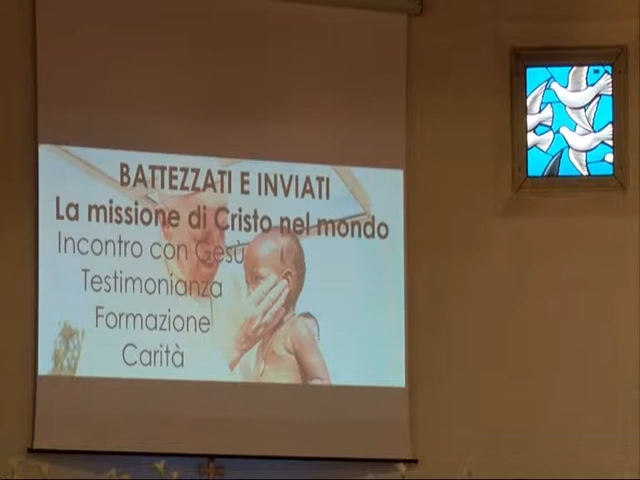 BATTEZZATI E INVIATI
La missione di Cristo nel mondo
Incontro con Gesù
Testimonianza
Formazione
Carità